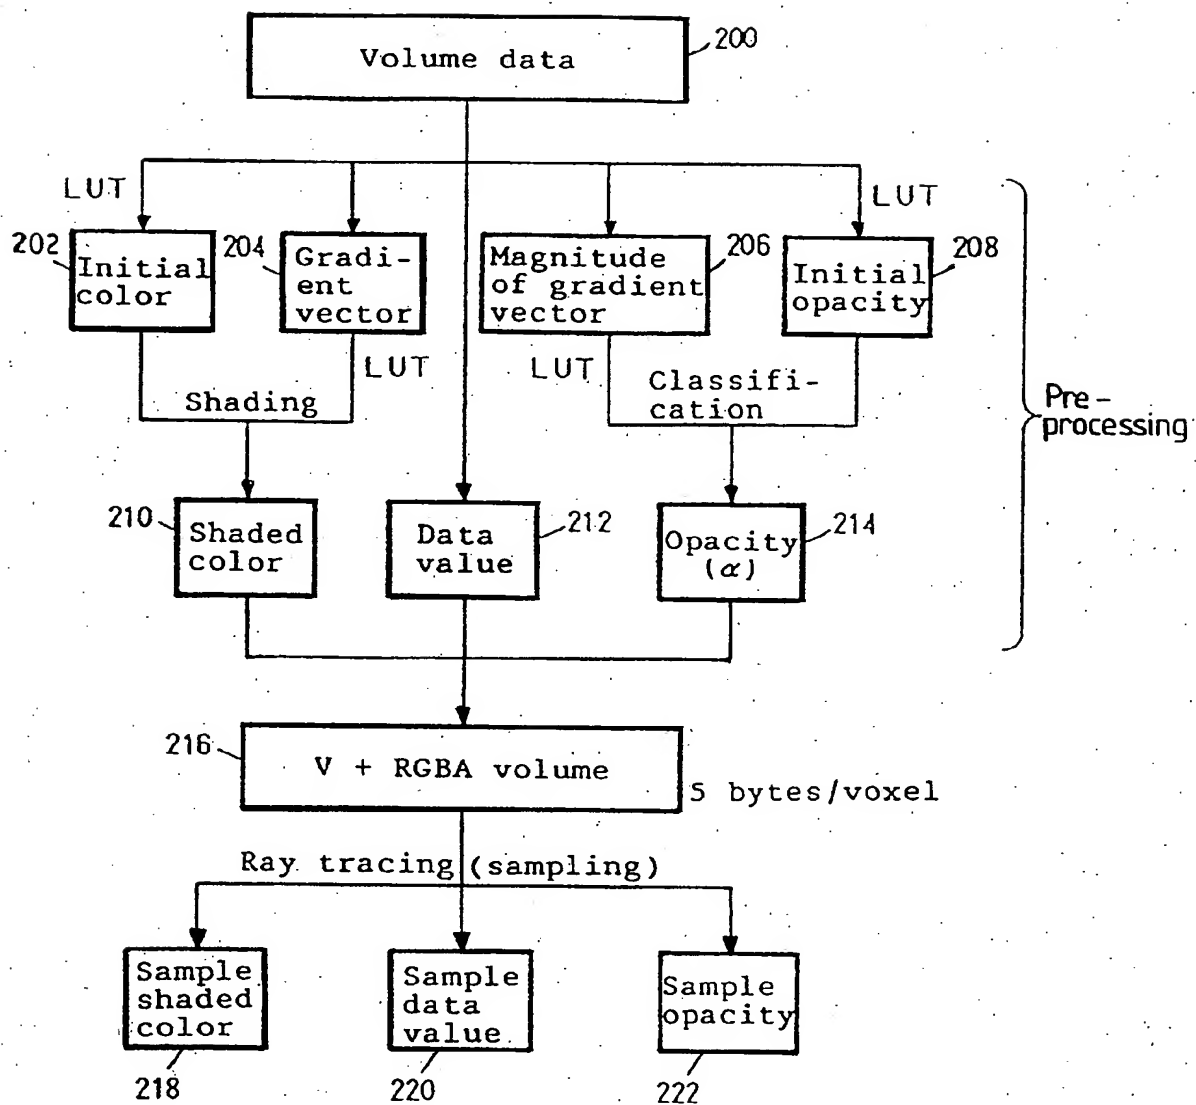 Volume data
200
LUT
LUT
202
Initial
color
204
Gradi-
ent
vector
Magnitude
of gradient
vector
206
Initial
opacity
208
LUT
LUT
Shading
Classifi-
cation
Pre-
processing
210
Shaded
color
Data
value
212
Opacity
(α)
214
216
V + RGBA volume
5 bytes/voxel
Ray tracing (sampling)
Sample
shaded
color
Sample
data
value
Sample
opacity
218
220
222